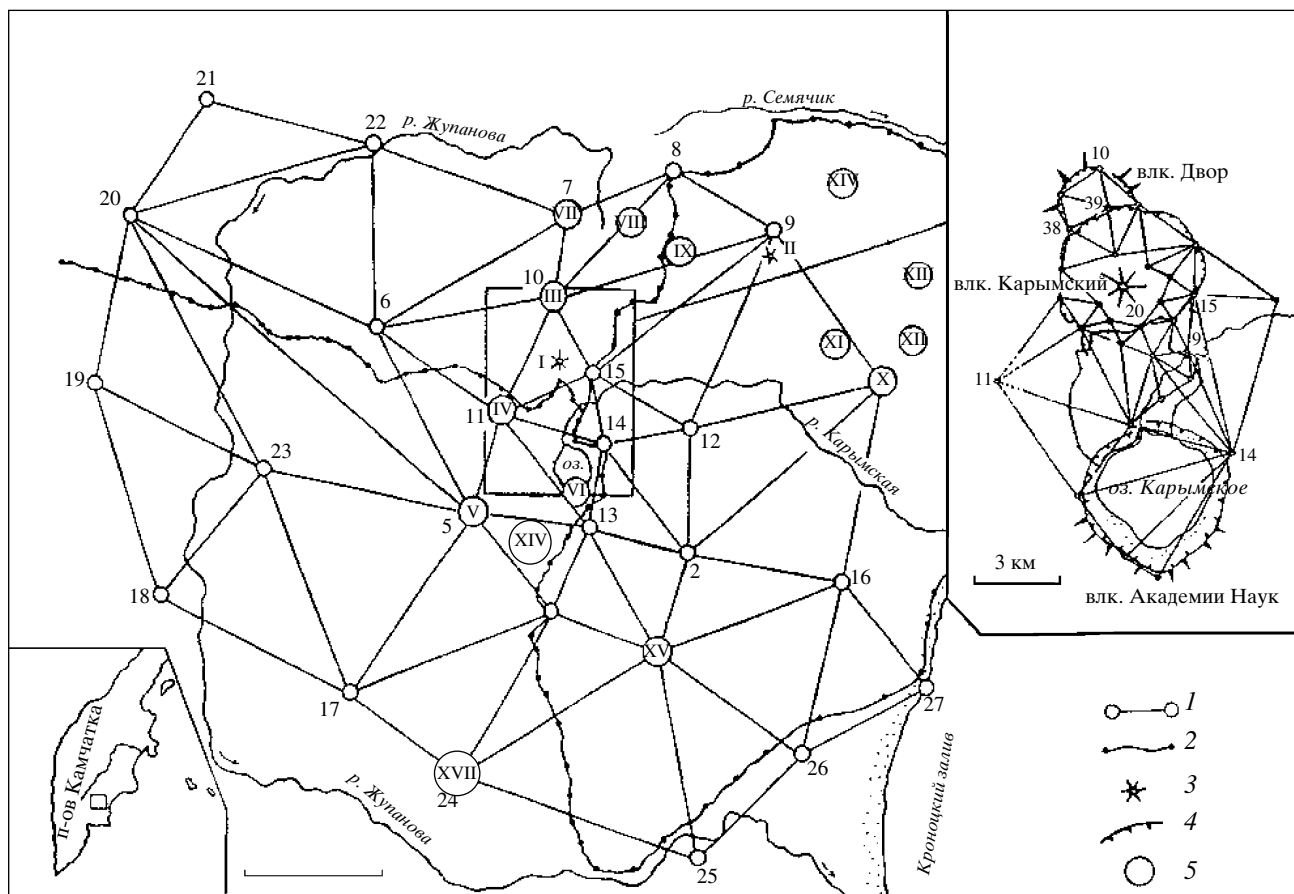 21
22
р. Жупанова
р. Семячик
8
7
VII
VIII
XIV
20
9
II
IX
10
III
XII
6
I
15
XI
XII
X
19
11
IV
14
12
р. Карымская
23
оз.
VI
13
5
V
XIV
2
16
18
XV
17
27
XVII
24
26
25
р. Жупанова
Кроноцкий залив
п-ов Камчатка
10
влк. Двор
39
38
влк. Карымский
20
15
9
11
14
оз. Карымское
3 км
влк. Академии Наук
1
2
3
4
5